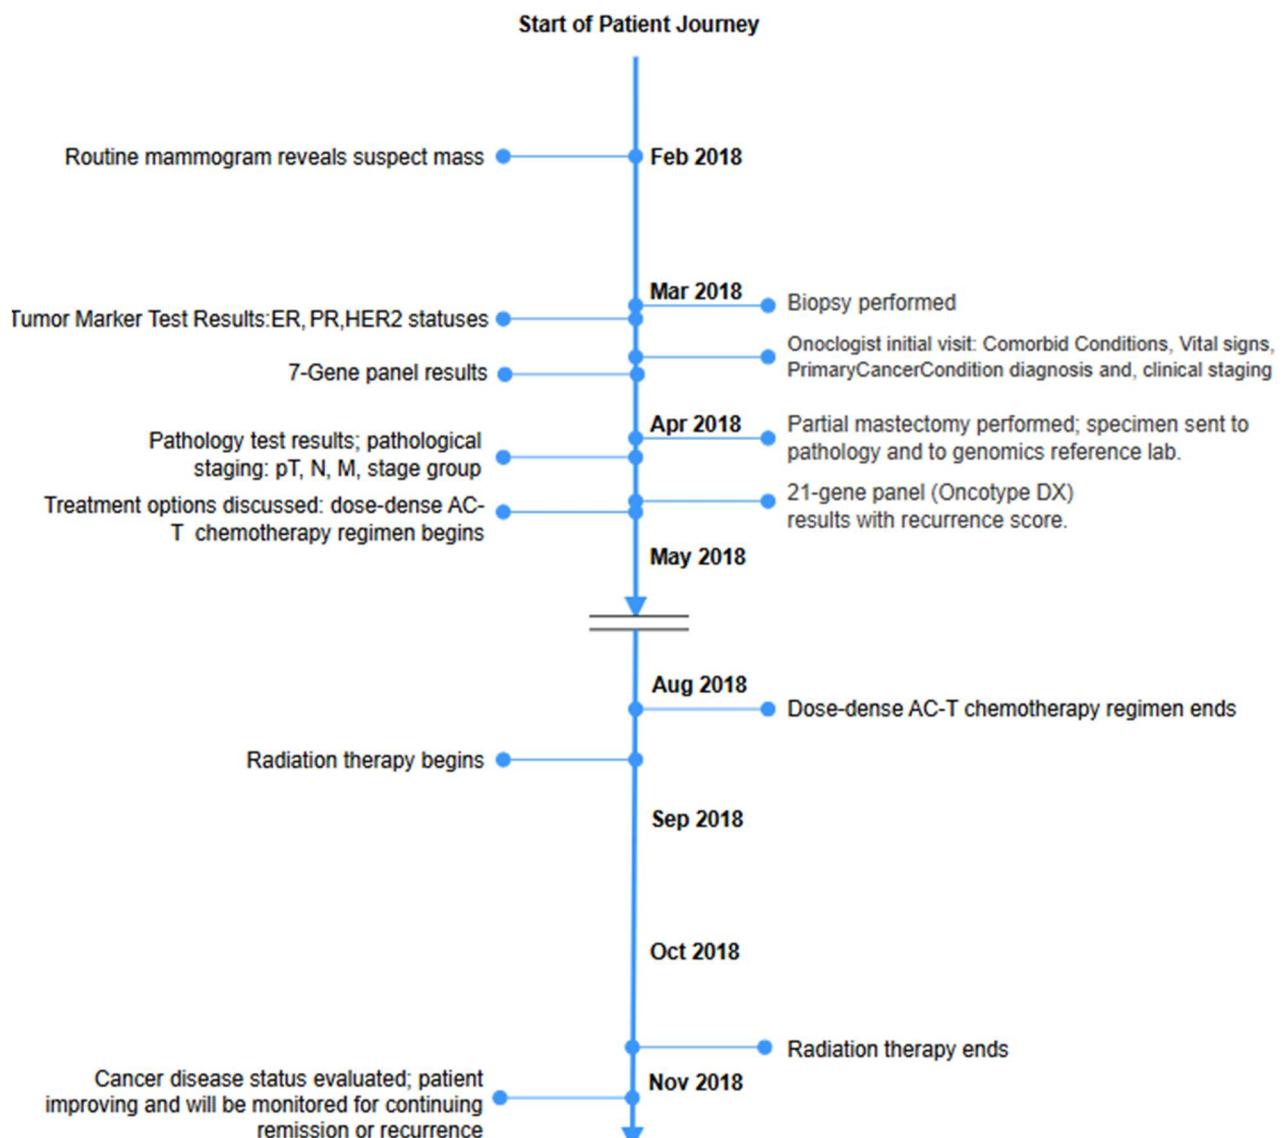 Start of Patient Journey
Routine mammogram reveals suspect mass
Feb 2018
Mar 2018
Biopsy performed
Tumor Marker Test Results:ER, PR,HER2 statuses
Onoclogist initial visit: Comorbid Conditions, Vital signs,
PrimaryCancerCondition diagnosis and, clinical staging
7-Gene panel results
Apr 2018
Partial mastectomy performed; specimen sent to
pathology and to genomics reference lab.
Pathology test results; pathological
staging: pT, N, M, stage group
21-gene panel (Oncotype DX)
results with recurrence score.
Treatment options discussed: dose-dense AC-
T chemotherapy regimen begins
May 2018
Aug 2018
Dose-dense AC-T chemotherapy regimen ends
Radiation therapy begins
Sep 2018
Oct 2018
Radiation therapy ends
Nov 2018
Cancer disease status evaluated; patient
improving and will be monitored for continuing
remission or recurrence